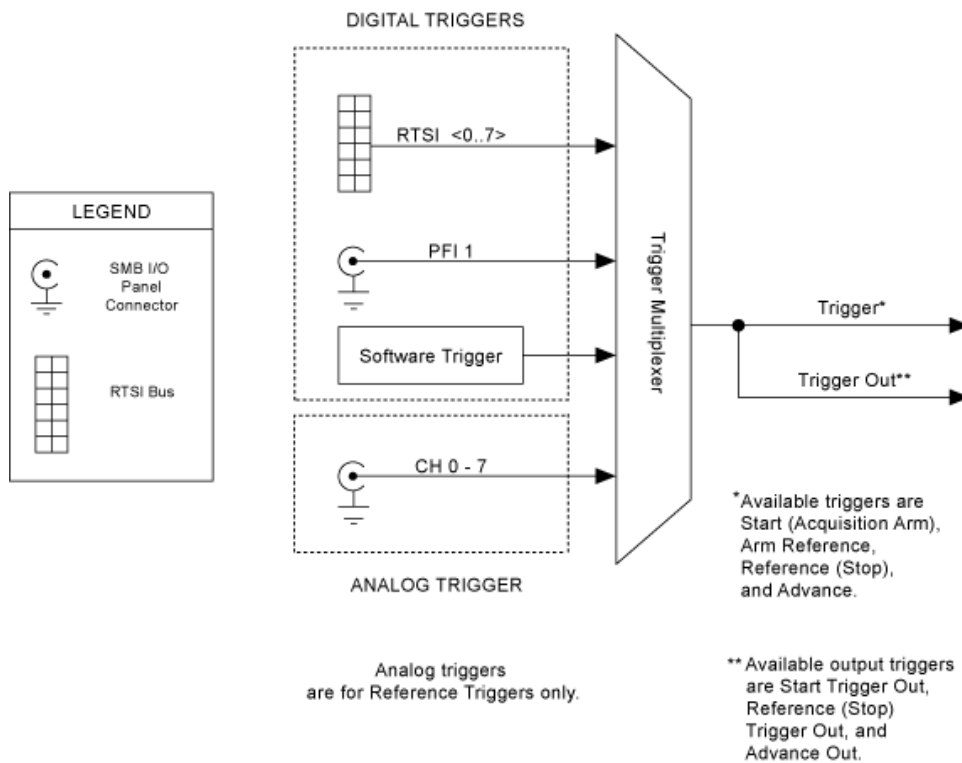 DIGITAL TRIGGERS
RTSI <0..7>
LEGEND
SMB I/O
Panel
Connector
RTSI Bus
PFI 1
Software Trigger
CH 0 - 7
ANALOG TRIGGER
Trigger Multiplexer
Trigger*
Trigger Out**
*Available triggers are
Start (Acquisition Arm),
Arm Reference,
Reference (Stop),
and Advance.
Analog triggers
are for Reference Triggers only.
** Available output triggers
are Start Trigger Out,
Reference (Stop)
Trigger Out, and
Advance Out.